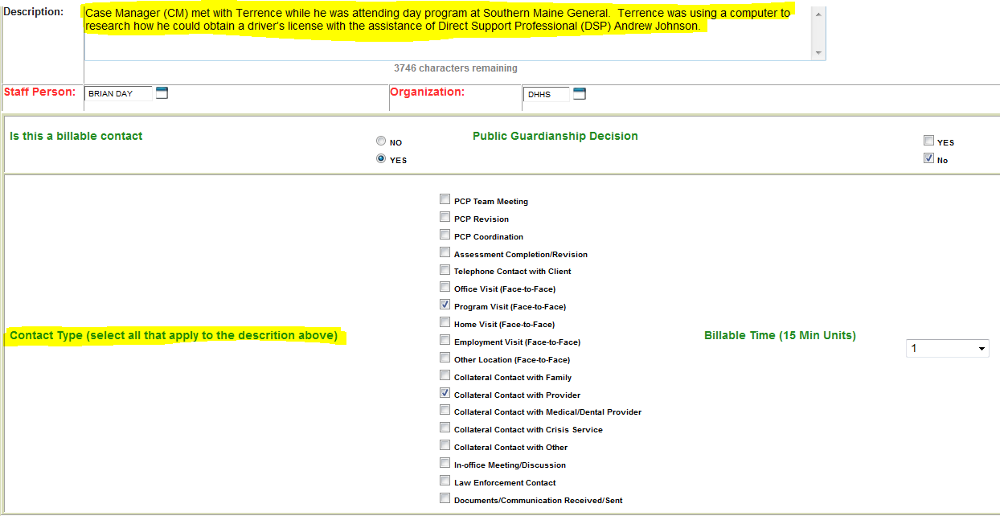 Description:
Case Manager (CM) met with Terrence while he was attending day program at Southern Maine General.  Terrence was using a computer to
research how he could obtain a driver's license with the assistance of Direct Support Professional (DSP) Andrew Johnson.
3746 characters remaining
Staff Person: BRIAN DAY Organization: DHHS
Is this a billable contact
NO
YES
Public Guardianship Decision
YES
No
Contact Type (select all that apply to the descrition above)
PCP Team Meeting
PCP Revision
PCP Coordination
Assessment Completion/Revision
Telephone Contact with Client
Office Visit (Face-to-Face)
Program Visit (Face-to-Face)
Home Visit (Face-to-Face)
Employment Visit (Face-to-Face)
Other Location (Face-to-Face)
Collateral Contact with Family
Collateral Contact with Provider
Collateral Contact with Medical/Dental Provider
Collateral Contact with Crisis Service
Collateral Contact with Other
In-office Meeting/Discussion
Law Enforcement Contact
Documents/Communication Received/Sent
Billable Time (15 Min Units)
1